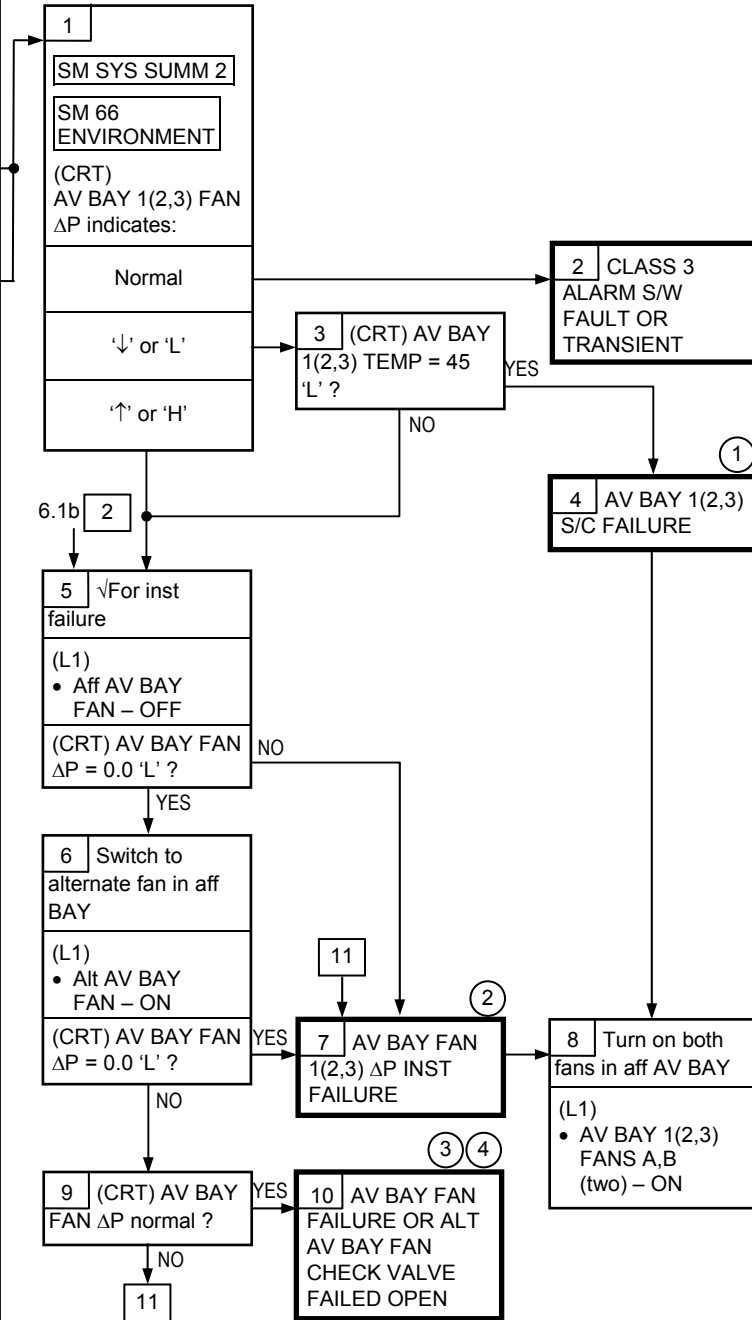 1
SM SYS SUMM 2
SM 66
ENVIRONMENT
(CRT)
AV BAY 1(2,3) FAN
∆P indicates:
Normal
‘↓’ or ‘L’
‘↑’ or ‘H’
2 CLASS 3
ALARM S/W
FAULT OR
TRANSIENT
3 (CRT) AV BAY
1(2,3) TEMP = 45
‘L’ ?
YES
NO
1
4 AV BAY 1(2,3)
S/C FAILURE
6.1b 2
5 √For inst
failure
(L1)
• Aff AV BAY
FAN – OFF
(CRT) AV BAY FAN
∆P = 0.0 ‘L’ ?
NO
YES
6 Switch to
alternate fan in aff
BAY
(L1)
• Alt AV BAY
FAN – ON
(CRT) AV BAY FAN
∆P = 0.0 ‘L’ ?
YES
NO
11
2
7 AV BAY FAN
1(2,3) ∆P INST
FAILURE
8 Turn on both
fans in aff AV BAY
(L1)
• AV BAY 1(2,3)
FANS A,B
(two) – ON
9 (CRT) AV BAY
FAN ∆P normal ?
YES
NO
11
3 4
10 AV BAY FAN
FAILURE OR ALT
AV BAY FAN
CHECK VALVE
FAILED OPEN